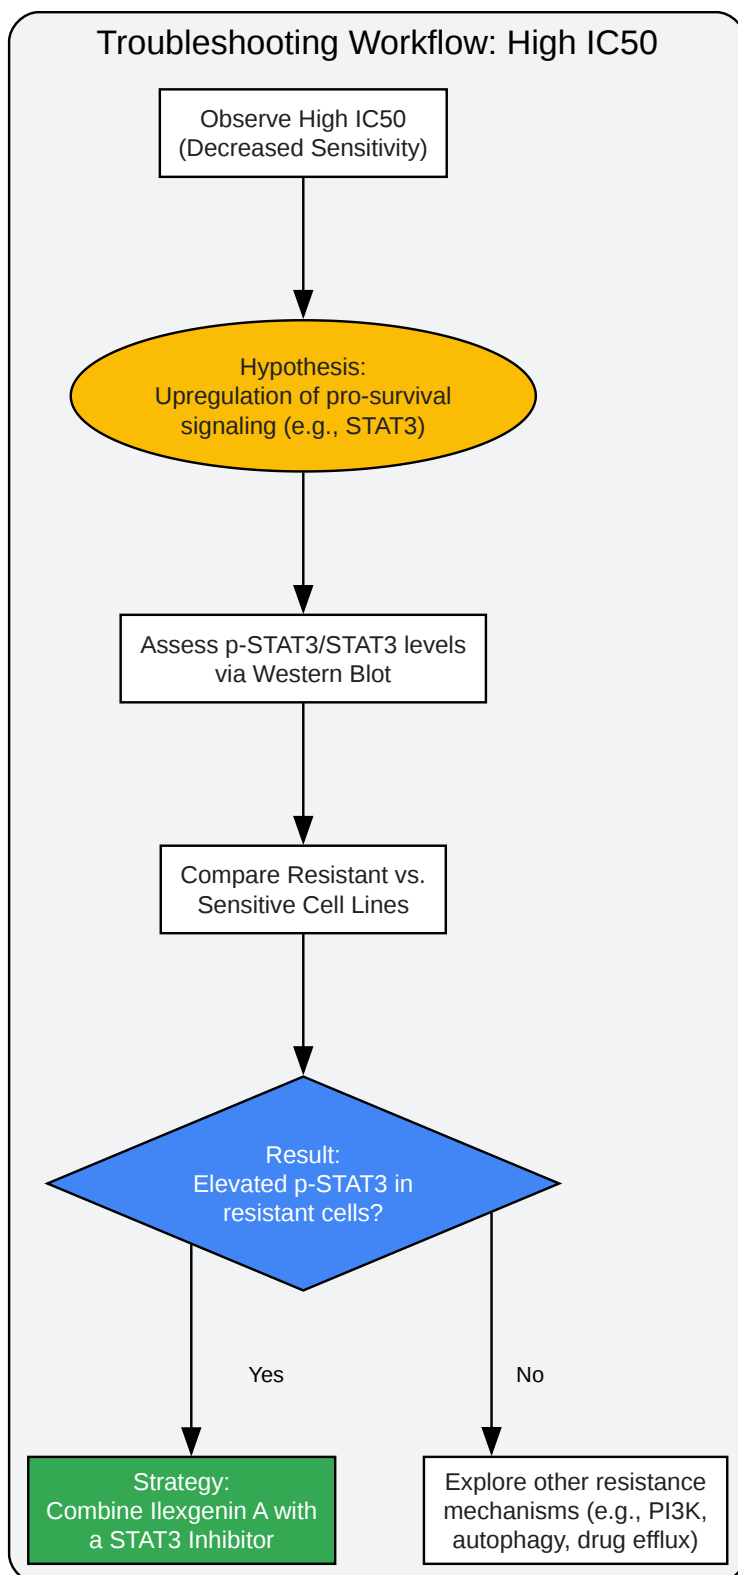 Troubleshooting Workflow: High IC50
Observe High IC50
(Decreased Sensitivity)
Hypothesis:
Upregulation of pro-survival
signaling (e.g., STAT3)
Assess p-STAT3/STAT3 levels
via Western Blot
Compare Resistant vs.
Sensitive Cell Lines
Result:
Elevated p-STAT3 in
resistant cells?
Yes
No
Strategy:
Combine Ilexgenin A with
a STAT3 Inhibitor
Explore other resistance
mechanisms (e.g., PI3K,
autophagy, drug efflux)